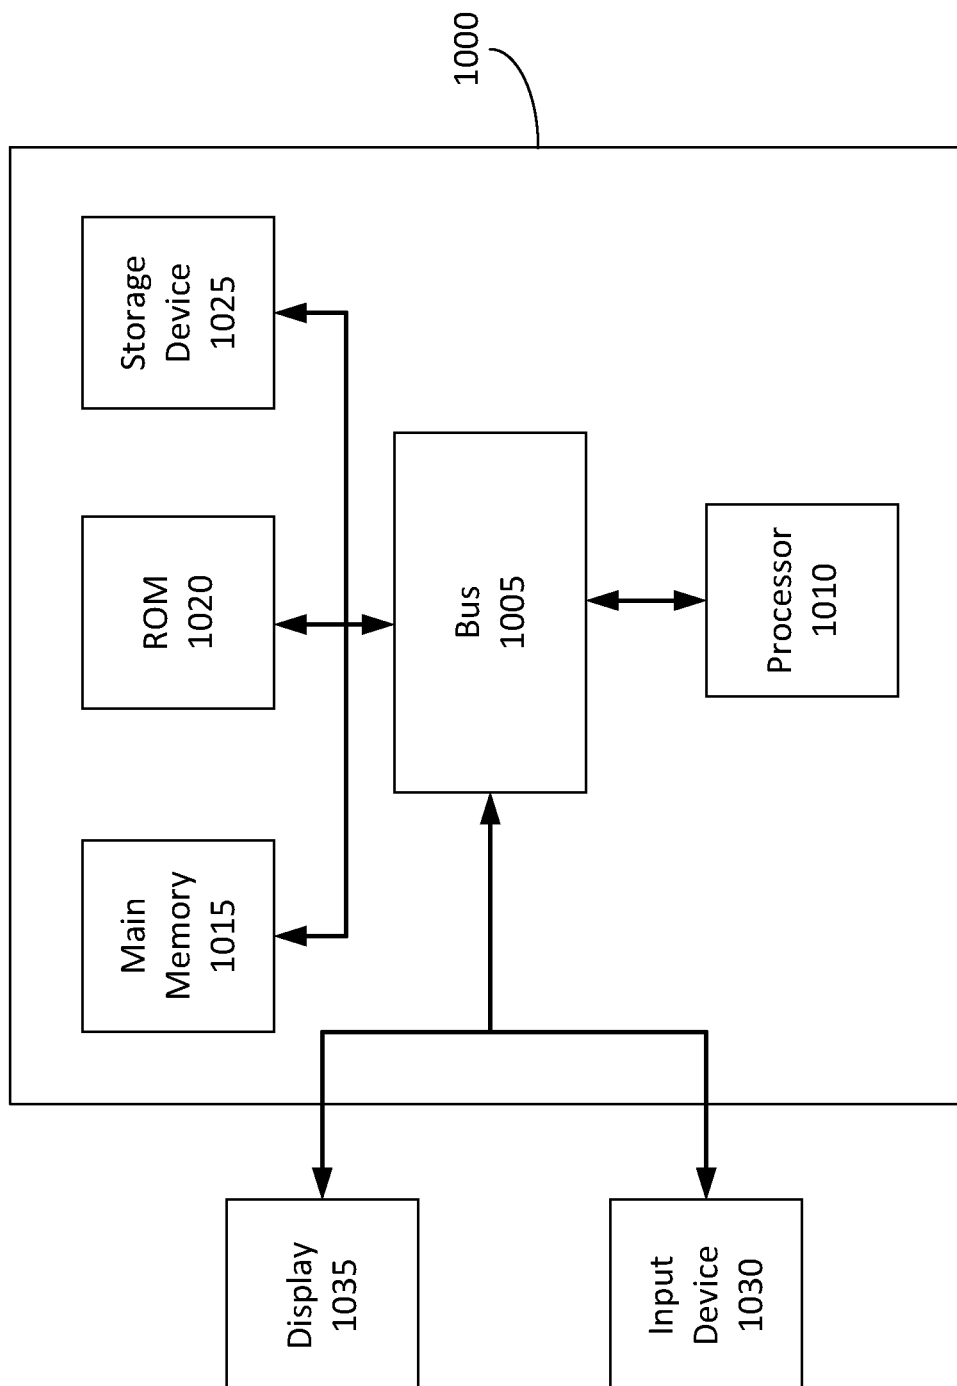 1000
Main
Memory
1015
ROM
1020
Storage
Device
1025
Display
1035
Bus
1005
Input
Device
1030
Processor
1010